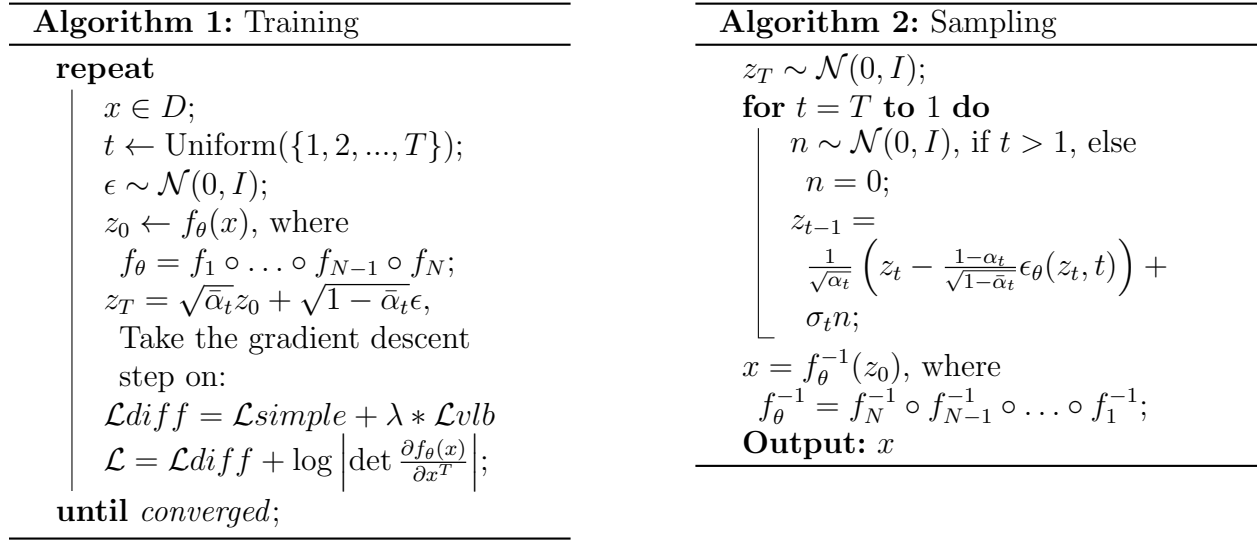 Algorithm 1: Training
repeat
x ∈ D;
t ← Uniform({1, 2, ..., T});
ϵ ∼ 𝒩(0, I);
z₀ ← f_θ(x), where
f_θ = f₁ ∘ … ∘ f_{N−1} ∘ f_N;
z_T = √ᾱ_t z₀ + √(1 − ᾱ_t) ϵ,
Take the gradient descent
step on:
ℒdiff = ℒsimple + λ ∗ ℒvlb
ℒ = ℒdiff + log |det ∂f_θ(x)/∂x^T|;
until converged;
Algorithm 2: Sampling
z_T ∼ 𝒩(0, I);
for t = T to 1 do
n ∼ 𝒩(0, I), if t > 1, else
n = 0;
z_{t−1} =
1/√α_t (z_t − (1−α_t)/√(1−ᾱ_t) ϵ_θ(z_t, t)) +
σ_t n;
x = f_θ^{−1}(z₀), where
f_θ^{−1} = f_N^{−1} ∘ f_{N−1}^{−1} ∘ … ∘ f_1^{−1};
Output: x